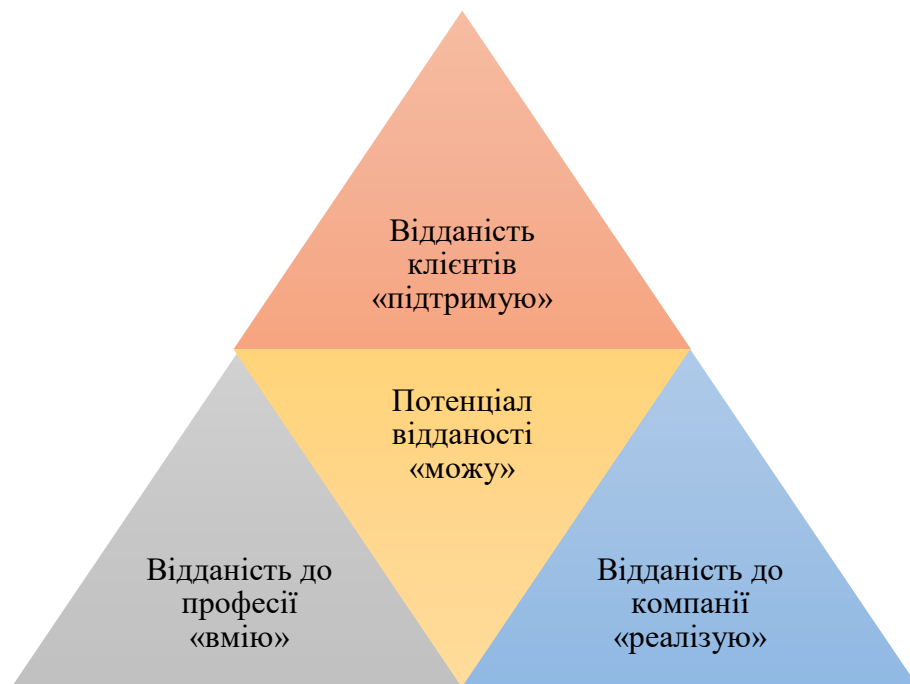 Відданість
клієнтів
«підтримую»
Потенціал
відданості
«можу»
Відданість до
професії
«вмію»
Відданість до
компанії
«реалізую»